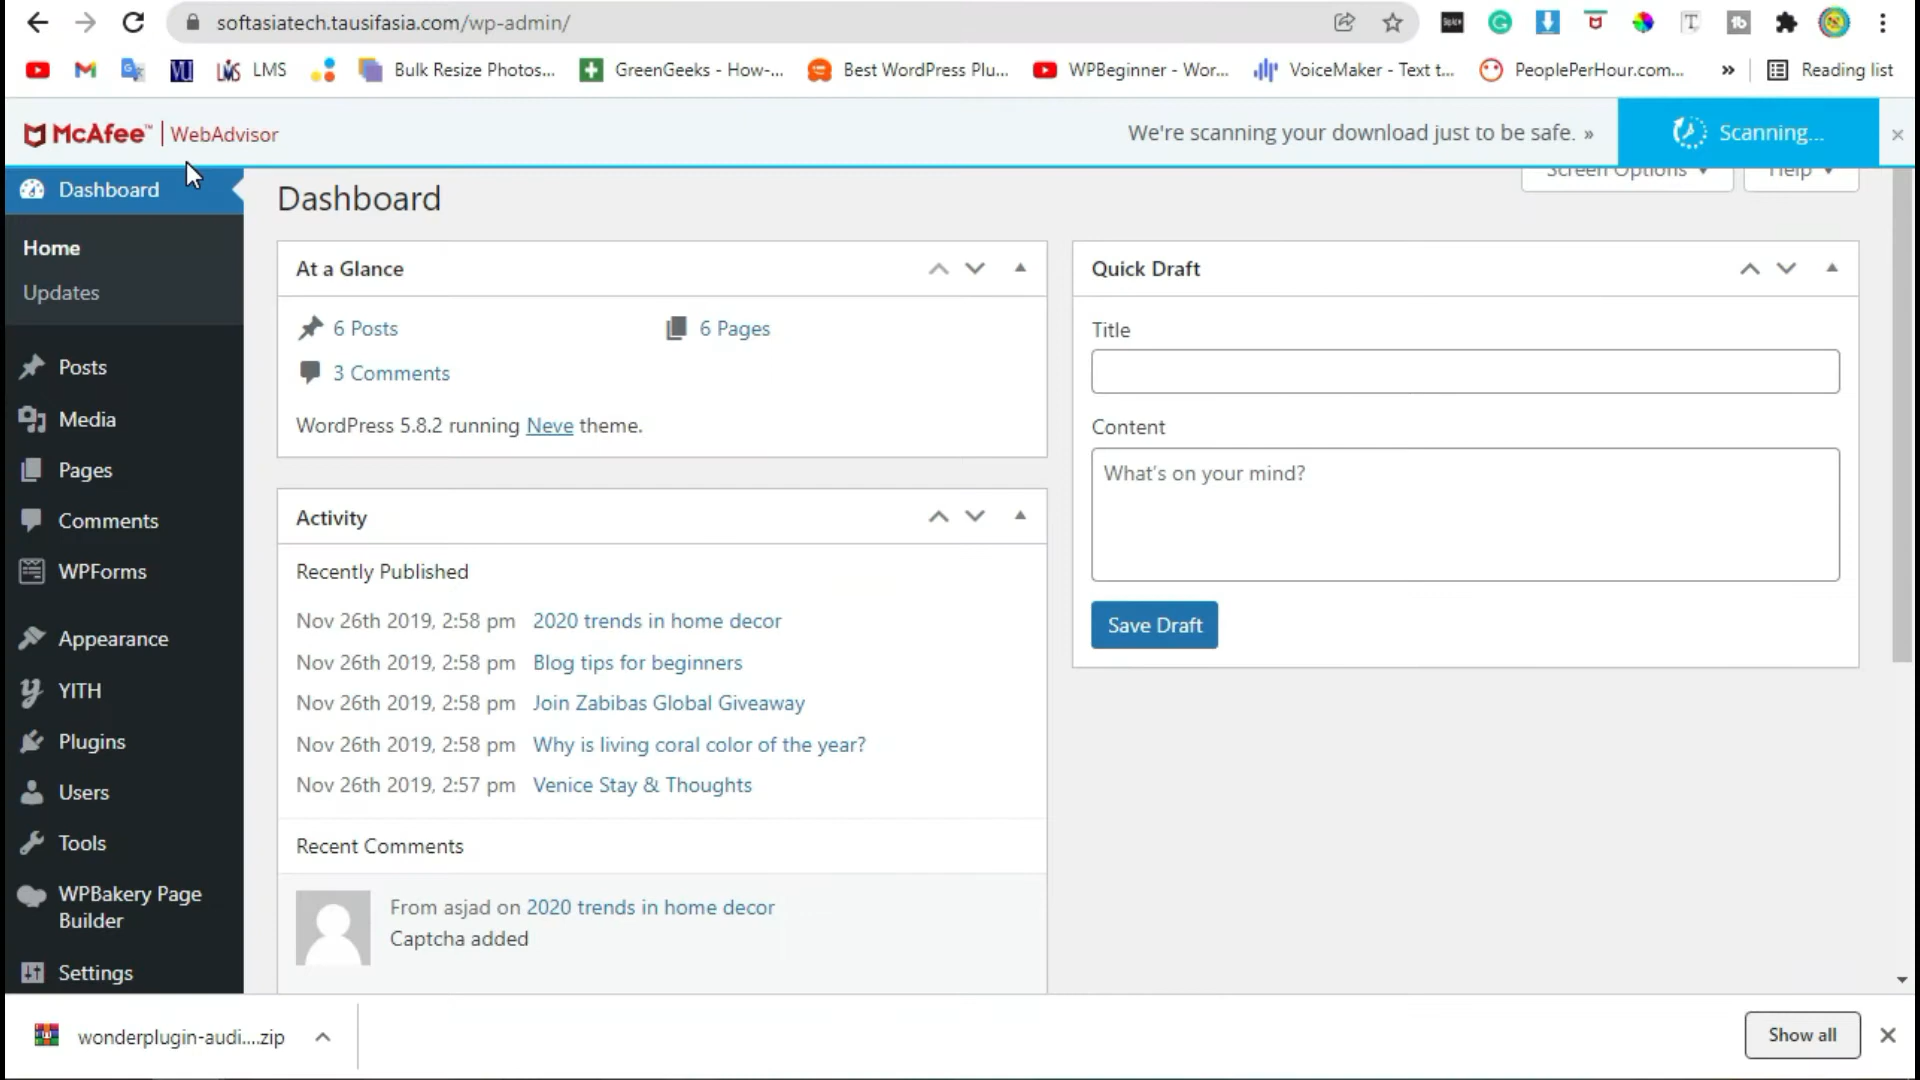 softasiatech.tausifasia.com/wp-admin/
LMS
Bulk Resize Photos...
GreenGeeks - How-...
Best WordPress Plu...
WPBeginner - Wor...
VoiceMaker - Text t...
PeoplePerHour.com...
»
Reading list
McAfee™ | WebAdvisor
We're scanning your download just to be safe. »
Scanning...
Dashboard
Home
Updates
Posts
Media
Pages
Comments
WPForms
Appearance
YITH
Plugins
Users
Tools
WPBakery Page
Builder
Settings
Dashboard
Screen Options
Help
At a Glance
6 Posts
6 Pages
3 Comments
WordPress 5.8.2 running Neve theme.
Activity
Recently Published
Nov 26th 2019, 2:58 pm 2020 trends in home decor
Nov 26th 2019, 2:58 pm Blog tips for beginners
Nov 26th 2019, 2:58 pm Join Zabibas Global Giveaway
Nov 26th 2019, 2:58 pm Why is living coral color of the year?
Nov 26th 2019, 2:57 pm Venice Stay & Thoughts
Recent Comments
From asjad on 2020 trends in home decor
Captcha added
Quick Draft
Title
Content
What's on your mind?
Save Draft
wonderplugin-audi....zip
Show all